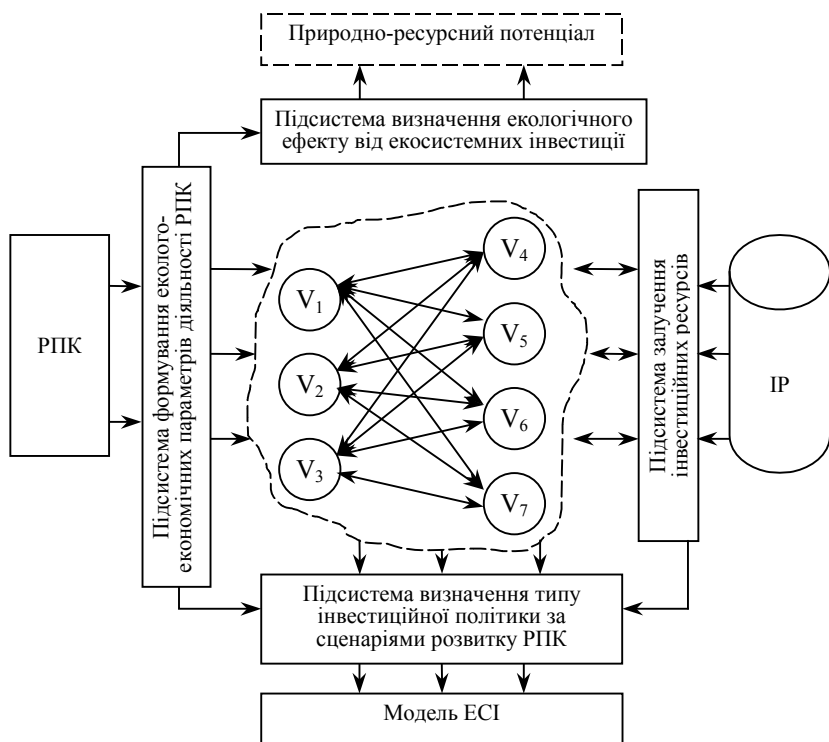 Природно-ресурсний потенціал
Підсистема визначення екологічного
ефекту від екосистемних інвестиції
РПК
Підсистема формування еколого-
економічних параметрів діяльності РПК
V1
V2
V3
V4
V5
V6
V7
Підсистема залучення
інвестиційних ресурсів
ІР
Підсистема визначення типу
інвестиційної політики за
сценаріями розвитку РПК
Модель ЕСІ